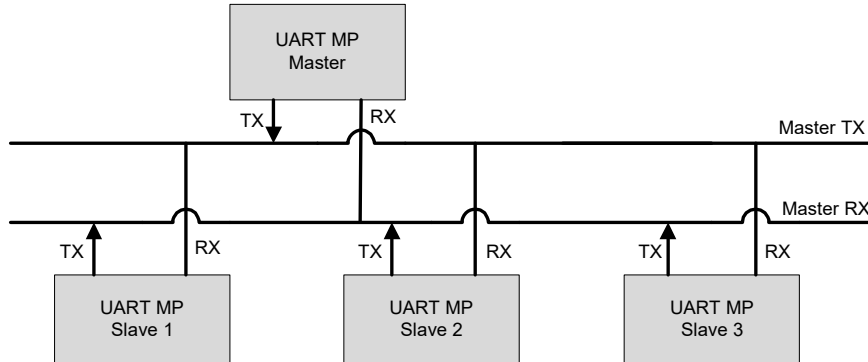 UART MP
Master
TX
RX
Master TX
Master RX
TX
RX
TX
RX
TX
RX
UART MP
Slave 1
UART MP
Slave 2
UART MP
Slave 3